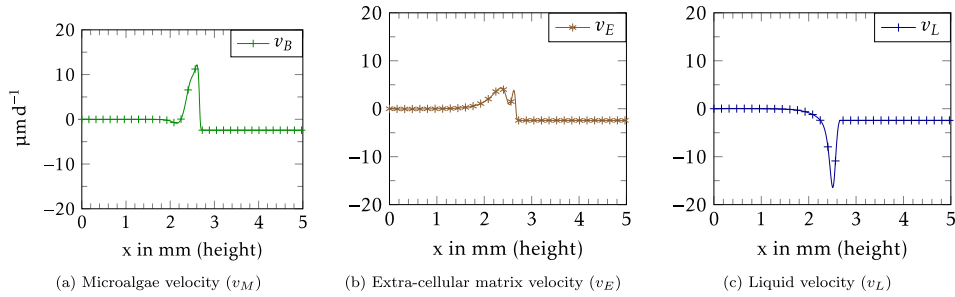 20
10
0
−10
−20
µm d⁻¹
v_B
0 1 2 3 4 5
x in mm (height)
(a) Microalgae velocity (v_M)
20
10
0
−10
−20
v_E
0 1 2 3 4 5
x in mm (height)
(b) Extra-cellular matrix velocity (v_E)
20
10
0
−10
−20
v_L
0 1 2 3 4 5
x in mm (height)
(c) Liquid velocity (v_L)